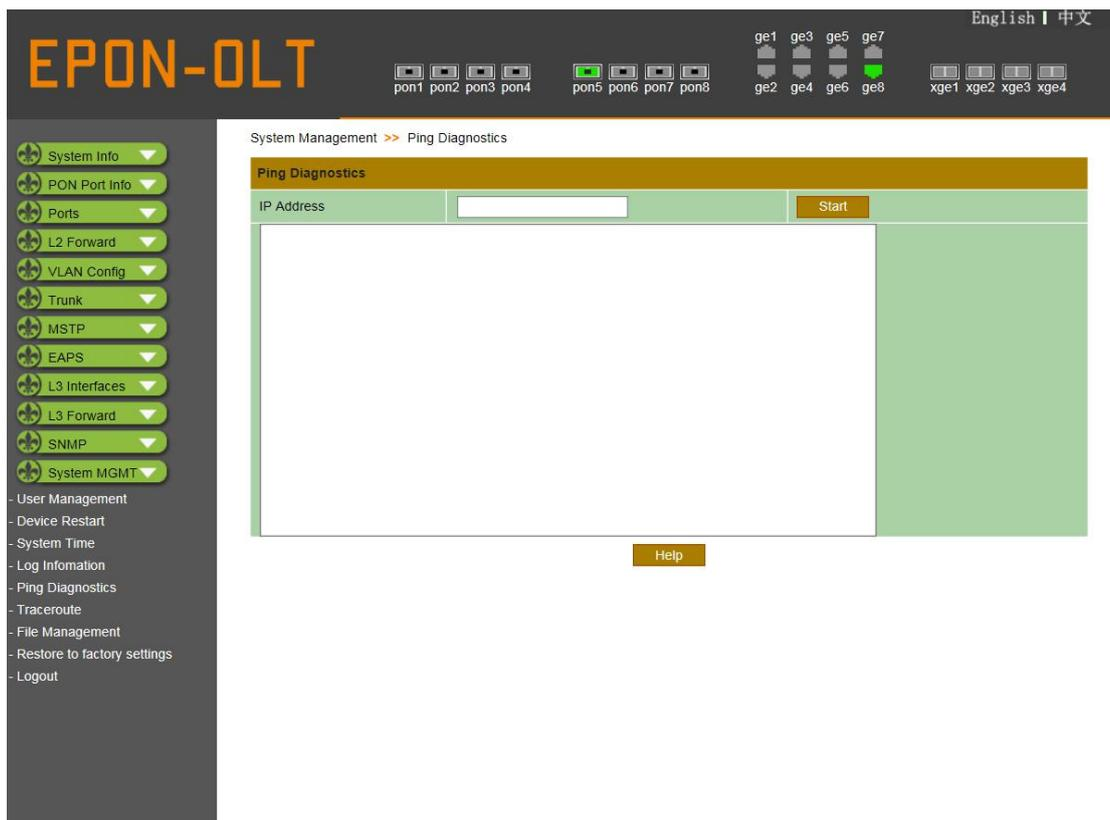 English | 中文
EPON-OLT
ge1 ge3 ge5 ge7
pon1 pon2 pon3 pon4 pon5 pon6 pon7 pon8 ge2 ge4 ge6 ge8 xge1 xge2 xge3 xge4
System Info
PON Port Info
Ports
L2 Forward
VLAN Config
Trunk
MSTP
EAPS
L3 Interfaces
L3 Forward
SNMP
System MGMT
- User Management
- Device Restart
- System Time
- Log Infomation
- Ping Diagnostics
- Traceroute
- File Management
- Restore to factory settings
- Logout
System Management >> Ping Diagnostics
Ping Diagnostics
IP Address Start
Help